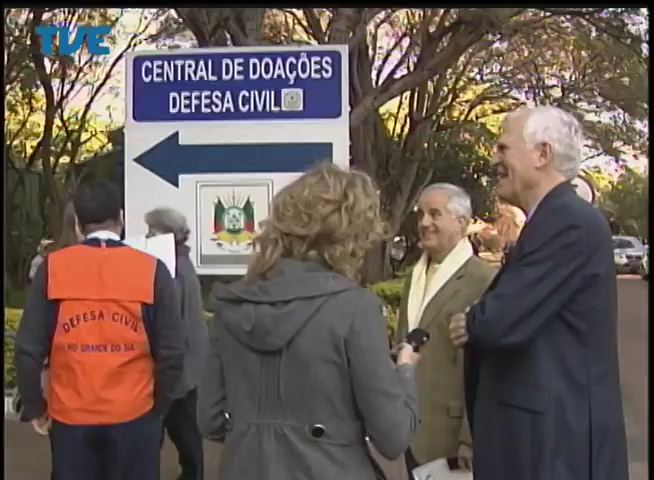 TVE
CENTRAL DE DOAÇÕES
DEFESA CIVIL
DEFESA CIVIL
RIO GRANDE DO SUL